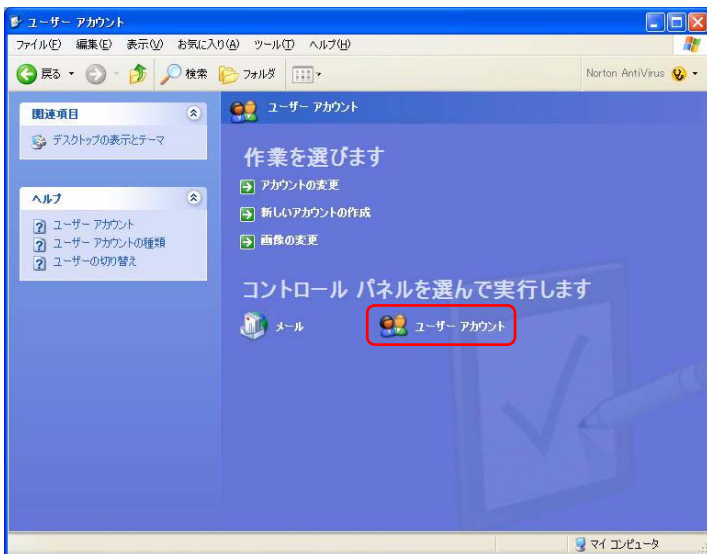 ユーザー アカウント
ファイル(F) 編集(E) 表示(V) お気に入り(A) ツール(T) ヘルプ(H)
戻る 検索 フォルダ Norton AntiVirus
関連項目
デスクトップの表示とテーマ
ヘルプ
ユーザー アカウント
ユーザー アカウントの種類
ユーザーの切り替え
ユーザー アカウント
作業を選びます
アカウントの変更
新しいアカウントの作成
画像の変更
コントロール パネルを選んで実行します
メール ユーザー アカウント
マイ コンピュータ